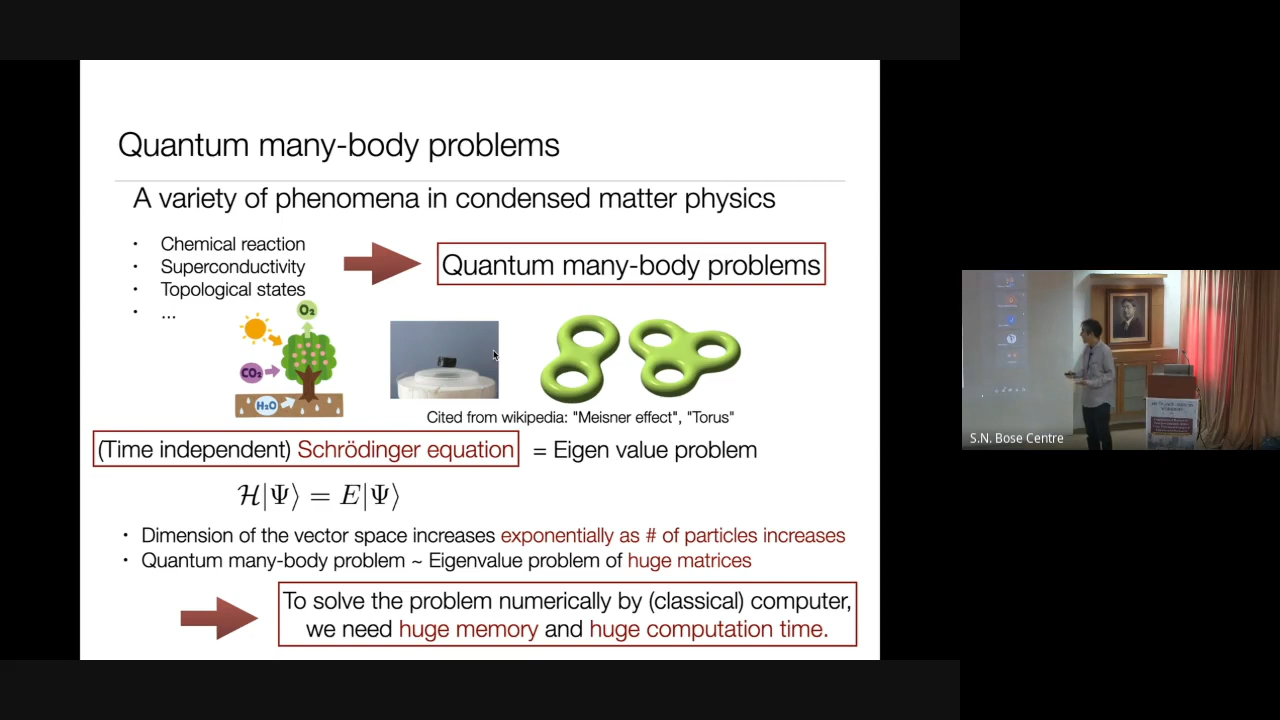 Quantum many-body problems
A variety of phenomena in condensed matter physics
• Chemical reaction
• Superconductivity
• Topological states
• ...
Quantum many-body problems
O₂
CO₂
H₂O
Cited from wikipedia: "Meisner effect", "Torus"
(Time independent) Schrödinger equation = Eigen value problem
ℋ|Ψ⟩ = E|Ψ⟩
• Dimension of the vector space increases exponentially as # of particles increases
• Quantum many-body problem ~ Eigenvalue problem of huge matrices
To solve the problem numerically by (classical) computer,
we need huge memory and huge computation time.
S.N. Bose Centre